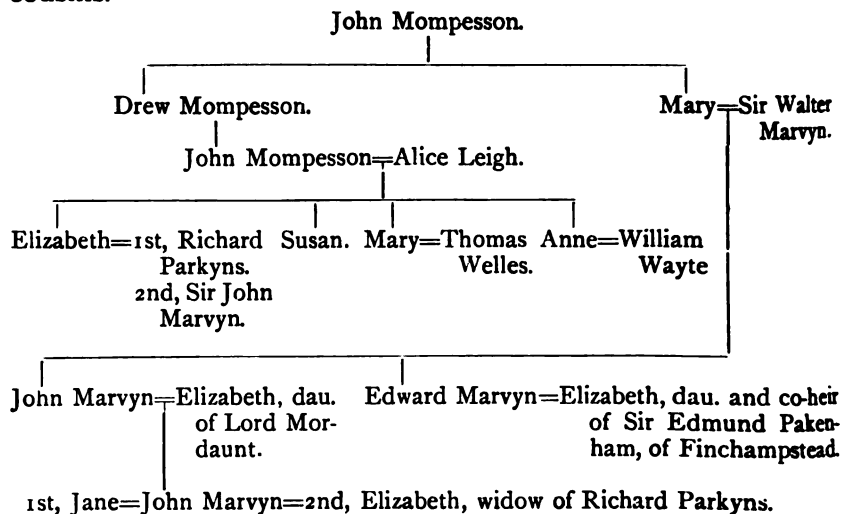 John Mompesson.
Drew Mompesson. Mary=Sir Walter
Marvyn.
John Mompesson=Alice Leigh.
Elizabeth=1st, Richard Susan. Mary=Thomas Anne=William
Parkyns. Welles. Wayte
2nd, Sir John
Marvyn.
John Marvyn=Elizabeth, dau. Edward Marvyn=Elizabeth, dau. and co-heir
of Lord Mor- of Sir Edmund Paken-
daunt. ham, of Finchampstead.
1st, Jane=John Marvyn=2nd, Elizabeth, widow of Richard Parkyns.